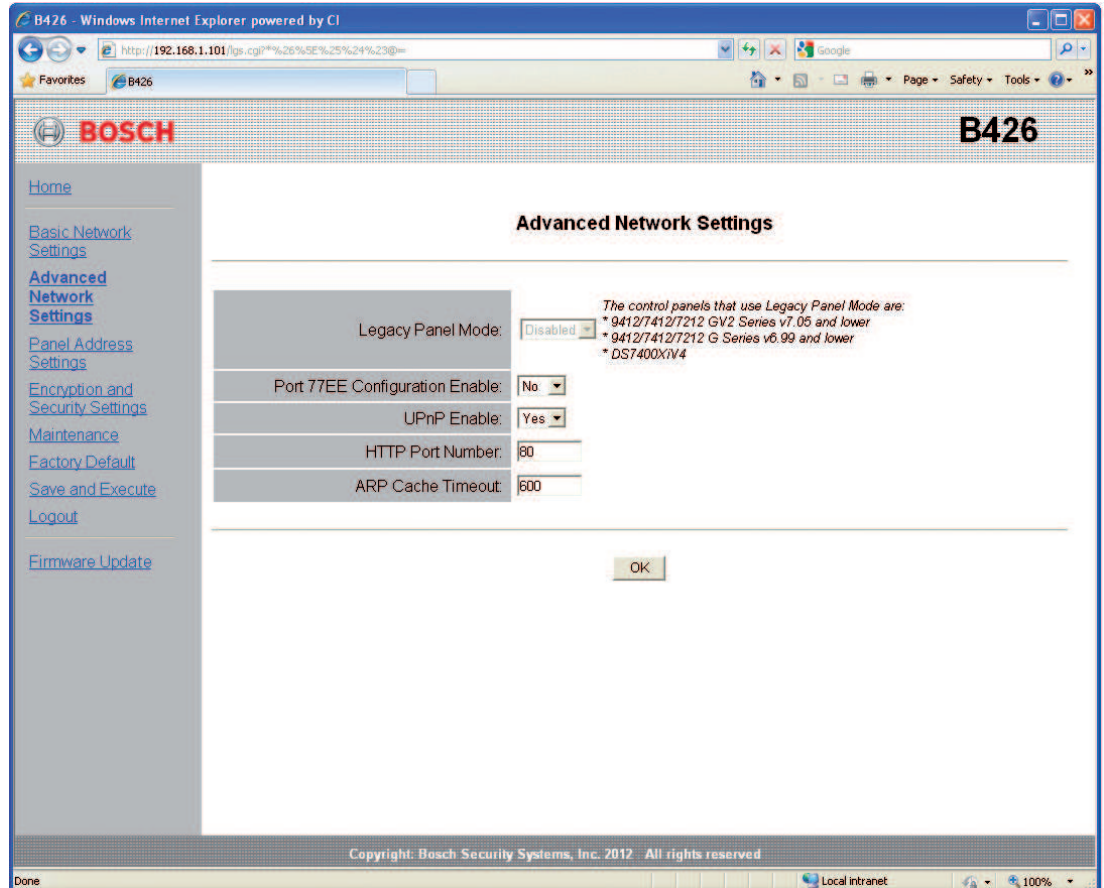 B426 - Windows Internet Explorer powered by CI
http://192.168.1.101/lgs.cgi?*%26%5E%25%24%23@=
Google
Favorites
B426
Page
Safety
Tools
»
BOSCH
B426
Home
Basic Network
Settings
Advanced
Network
Settings
Panel Address
Settings
Encryption and
Security Settings
Maintenance
Factory Default
Save and Execute
Logout
Firmware Update
Advanced Network Settings
Legacy Panel Mode:
Disabled
The control panels that use Legacy Panel Mode are:
* 9412/7412/7212 GV2 Series v7.05 and lower
* 9412/7412/7212 G Series v6.99 and lower
* DS7400XiV4
Port 77EE Configuration Enable:
No
UPnP Enable:
Yes
HTTP Port Number:
80
ARP Cache Timeout:
600
OK
Copyright: Bosch Security Systems, Inc. 2012 All rights reserved
Done
Local intranet
100%